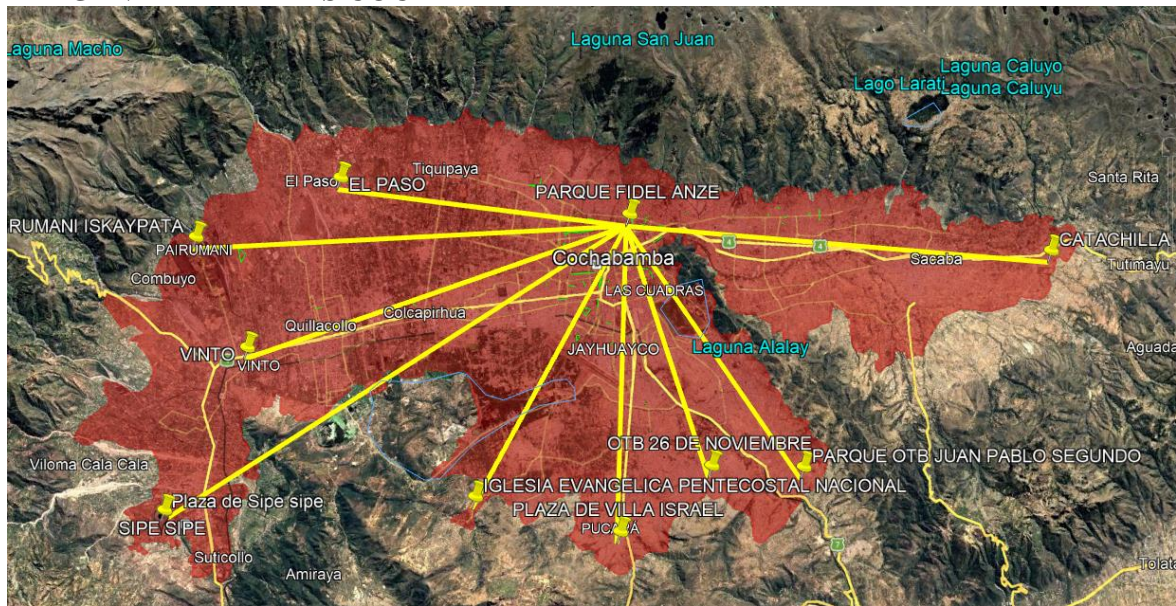 Laguna Macho
Laguna San Juan
Laguna Caluyo
Lago Larati
Laguna Caluyu
Tiquipaya
El Paso
EL PASO
PARQUE FIDEL ANZE
Santa Rita
RUMANI ISKAYPATA
PAIRUMANI
CATACHILLA
4
4
Sacaba
Tutimayu
Combuyo
Cochabamba
LAS CUADRAS
Quillacollo
Colcapirhua
VINTO
VINTO
JAYHUAYCO
Laguna Alalay
Aguada
OTB 26 DE NOVIEMBRE
PARQUE OTB JUAN PABLO SEGUNDO
Viloma Cala Cala
IGLESIA EVANGELICA PENTECOSTAL NACIONAL
Plaza de Sipe sipe
PLAZA DE VILLA ISRAEL
SIPE SIPE
Suticollo
Amiraya
Tolata